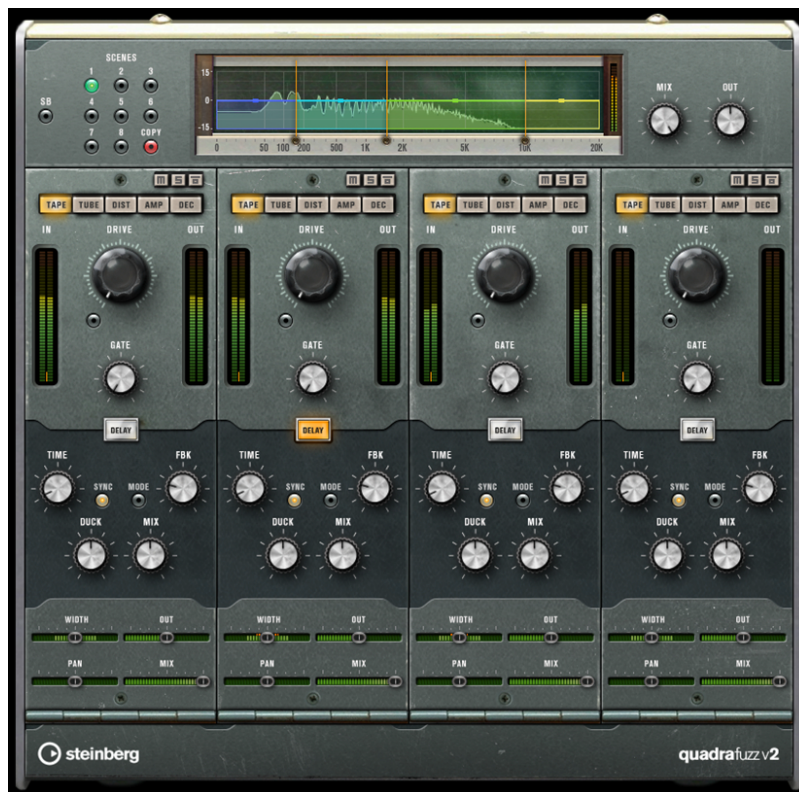 SCENES
1 2 3
SB
4 5 6
7 8 COPY
15
0
-15
0 50 100 200 500 1K 2K 5K 10K 20K
MIX OUT
M S M S M S M S
TAPE TUBE DIST AMP DEC TAPE TUBE DIST AMP DEC TAPE TUBE DIST AMP DEC TAPE TUBE DIST AMP DEC
IN DRIVE OUT IN DRIVE OUT IN DRIVE OUT IN DRIVE OUT
GATE GATE GATE GATE
DELAY DELAY DELAY DELAY
TIME FBK TIME FBK TIME FBK TIME FBK
SYNC MODE SYNC MODE SYNC MODE SYNC MODE
DUCK MIX DUCK MIX DUCK MIX DUCK MIX
WIDTH OUT WIDTH OUT WIDTH OUT WIDTH OUT
PAN MIX PAN MIX PAN MIX PAN MIX
steinberg quadrafuzz v2